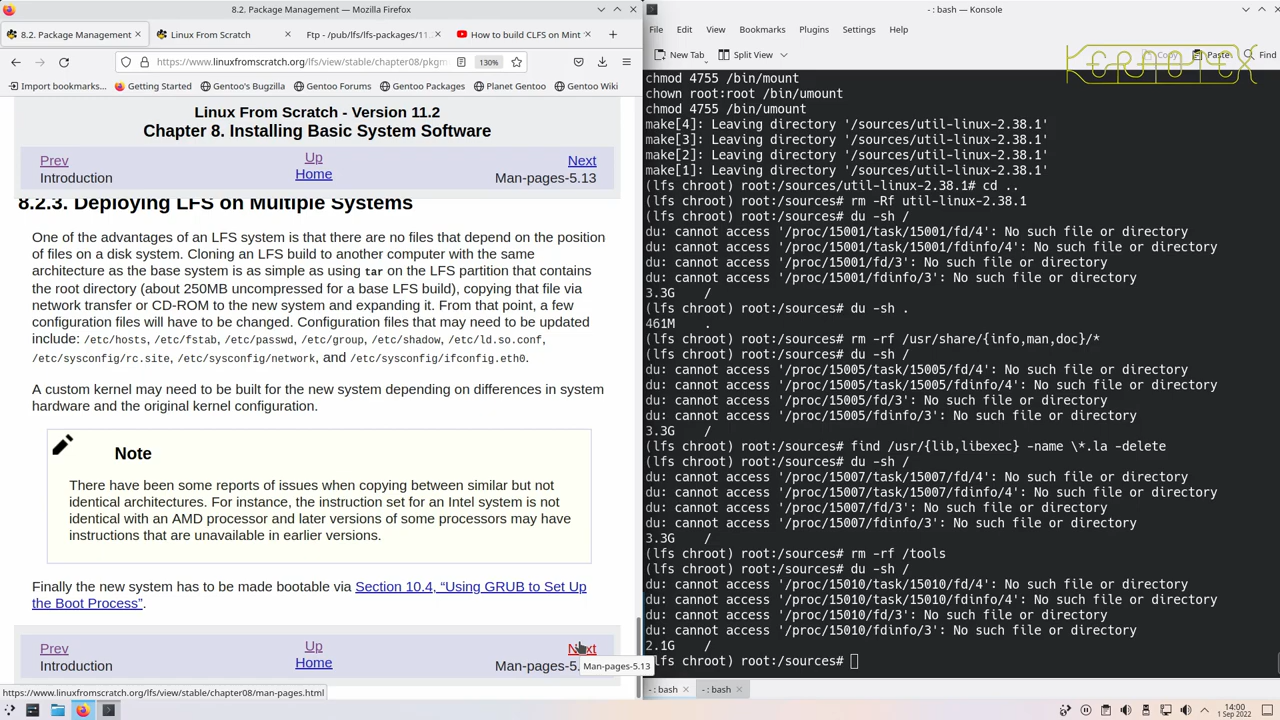 8.2. Package Management — Mozilla Firefox
8.2. Package Management
Linux From Scratch
Ftp - /pub/lfs/lfs-packages/11.
How to build CLFS on Mint
https://www.linuxfromscratch.org/lfs/view/stable/chapter08/pkgm
130%
Import bookmarks...
Getting Started
Gentoo's Bugzilla
Gentoo Forums
Gentoo Packages
Planet Gentoo
Gentoo Wiki
Linux From Scratch - Version 11.2
Chapter 8. Installing Basic System Software
Prev
Up
Next
Introduction
Home
Man-pages-5.13
8.2.3. Deploying LFS on Multiple Systems
One of the advantages of an LFS system is that there are no files that depend on the position
of files on a disk system. Cloning an LFS build to another computer with the same
architecture as the base system is as simple as using tar on the LFS partition that contains
the root directory (about 250MB uncompressed for a base LFS build), copying that file via
network transfer or CD-ROM to the new system and expanding it. From that point, a few
configuration files will have to be changed. Configuration files that may need to be updated
include: /etc/hosts, /etc/fstab, /etc/passwd, /etc/group, /etc/shadow, /etc/ld.so.conf,
/etc/sysconfig/rc.site, /etc/sysconfig/network, and /etc/sysconfig/ifconfig.eth0.
A custom kernel may need to be built for the new system depending on differences in system
hardware and the original kernel configuration.
Note
There have been some reports of issues when copying between similar but not
identical architectures. For instance, the instruction set for an Intel system is not
identical with an AMD processor and later versions of some processors may have
instructions that are unavailable in earlier versions.
Finally the new system has to be made bootable via Section 10.4, “Using GRUB to Set Up
the Boot Process”.
Prev
Up
Next
Introduction
Home
Man-pages-5.
Man-pages-5.13
https://www.linuxfromscratch.org/lfs/view/stable/chapter08/man-pages.html
- : bash — Konsole
File Edit View Bookmarks Plugins Settings Help
New Tab
Split View
Copy
Paste
Find
KERNOTEX
chmod 4755 /bin/mount
chown root:root /bin/umount
chmod 4755 /bin/umount
make[4]: Leaving directory '/sources/util-linux-2.38.1'
make[3]: Leaving directory '/sources/util-linux-2.38.1'
make[2]: Leaving directory '/sources/util-linux-2.38.1'
make[1]: Leaving directory '/sources/util-linux-2.38.1'
(lfs chroot) root:/sources/util-linux-2.38.1# cd ..
(lfs chroot) root:/sources# rm -Rf util-linux-2.38.1
(lfs chroot) root:/sources# du -sh /
du: cannot access '/proc/15001/task/15001/fd/4': No such file or directory
du: cannot access '/proc/15001/task/15001/fdinfo/4': No such file or directory
du: cannot access '/proc/15001/fd/3': No such file or directory
du: cannot access '/proc/15001/fdinfo/3': No such file or directory
3.3G /
(lfs chroot) root:/sources# du -sh .
461M .
(lfs chroot) root:/sources# rm -rf /usr/share/{info,man,doc}/*
(lfs chroot) root:/sources# du -sh /
du: cannot access '/proc/15005/task/15005/fd/4': No such file or directory
du: cannot access '/proc/15005/task/15005/fdinfo/4': No such file or directory
du: cannot access '/proc/15005/fd/3': No such file or directory
du: cannot access '/proc/15005/fdinfo/3': No such file or directory
3.3G /
(lfs chroot) root:/sources# find /usr/{lib,libexec} -name \*.la -delete
(lfs chroot) root:/sources# du -sh /
du: cannot access '/proc/15007/task/15007/fd/4': No such file or directory
du: cannot access '/proc/15007/task/15007/fdinfo/4': No such file or directory
du: cannot access '/proc/15007/fd/3': No such file or directory
du: cannot access '/proc/15007/fdinfo/3': No such file or directory
3.3G /
(lfs chroot) root:/sources# rm -rf /tools
(lfs chroot) root:/sources# du -sh /
du: cannot access '/proc/15010/task/15010/fd/4': No such file or directory
du: cannot access '/proc/15010/task/15010/fdinfo/4': No such file or directory
du: cannot access '/proc/15010/fd/3': No such file or directory
du: cannot access '/proc/15010/fdinfo/3': No such file or directory
2.1G /
(lfs chroot) root:/sources#
- : bash
- : bash
14:00
1 Sep 2022